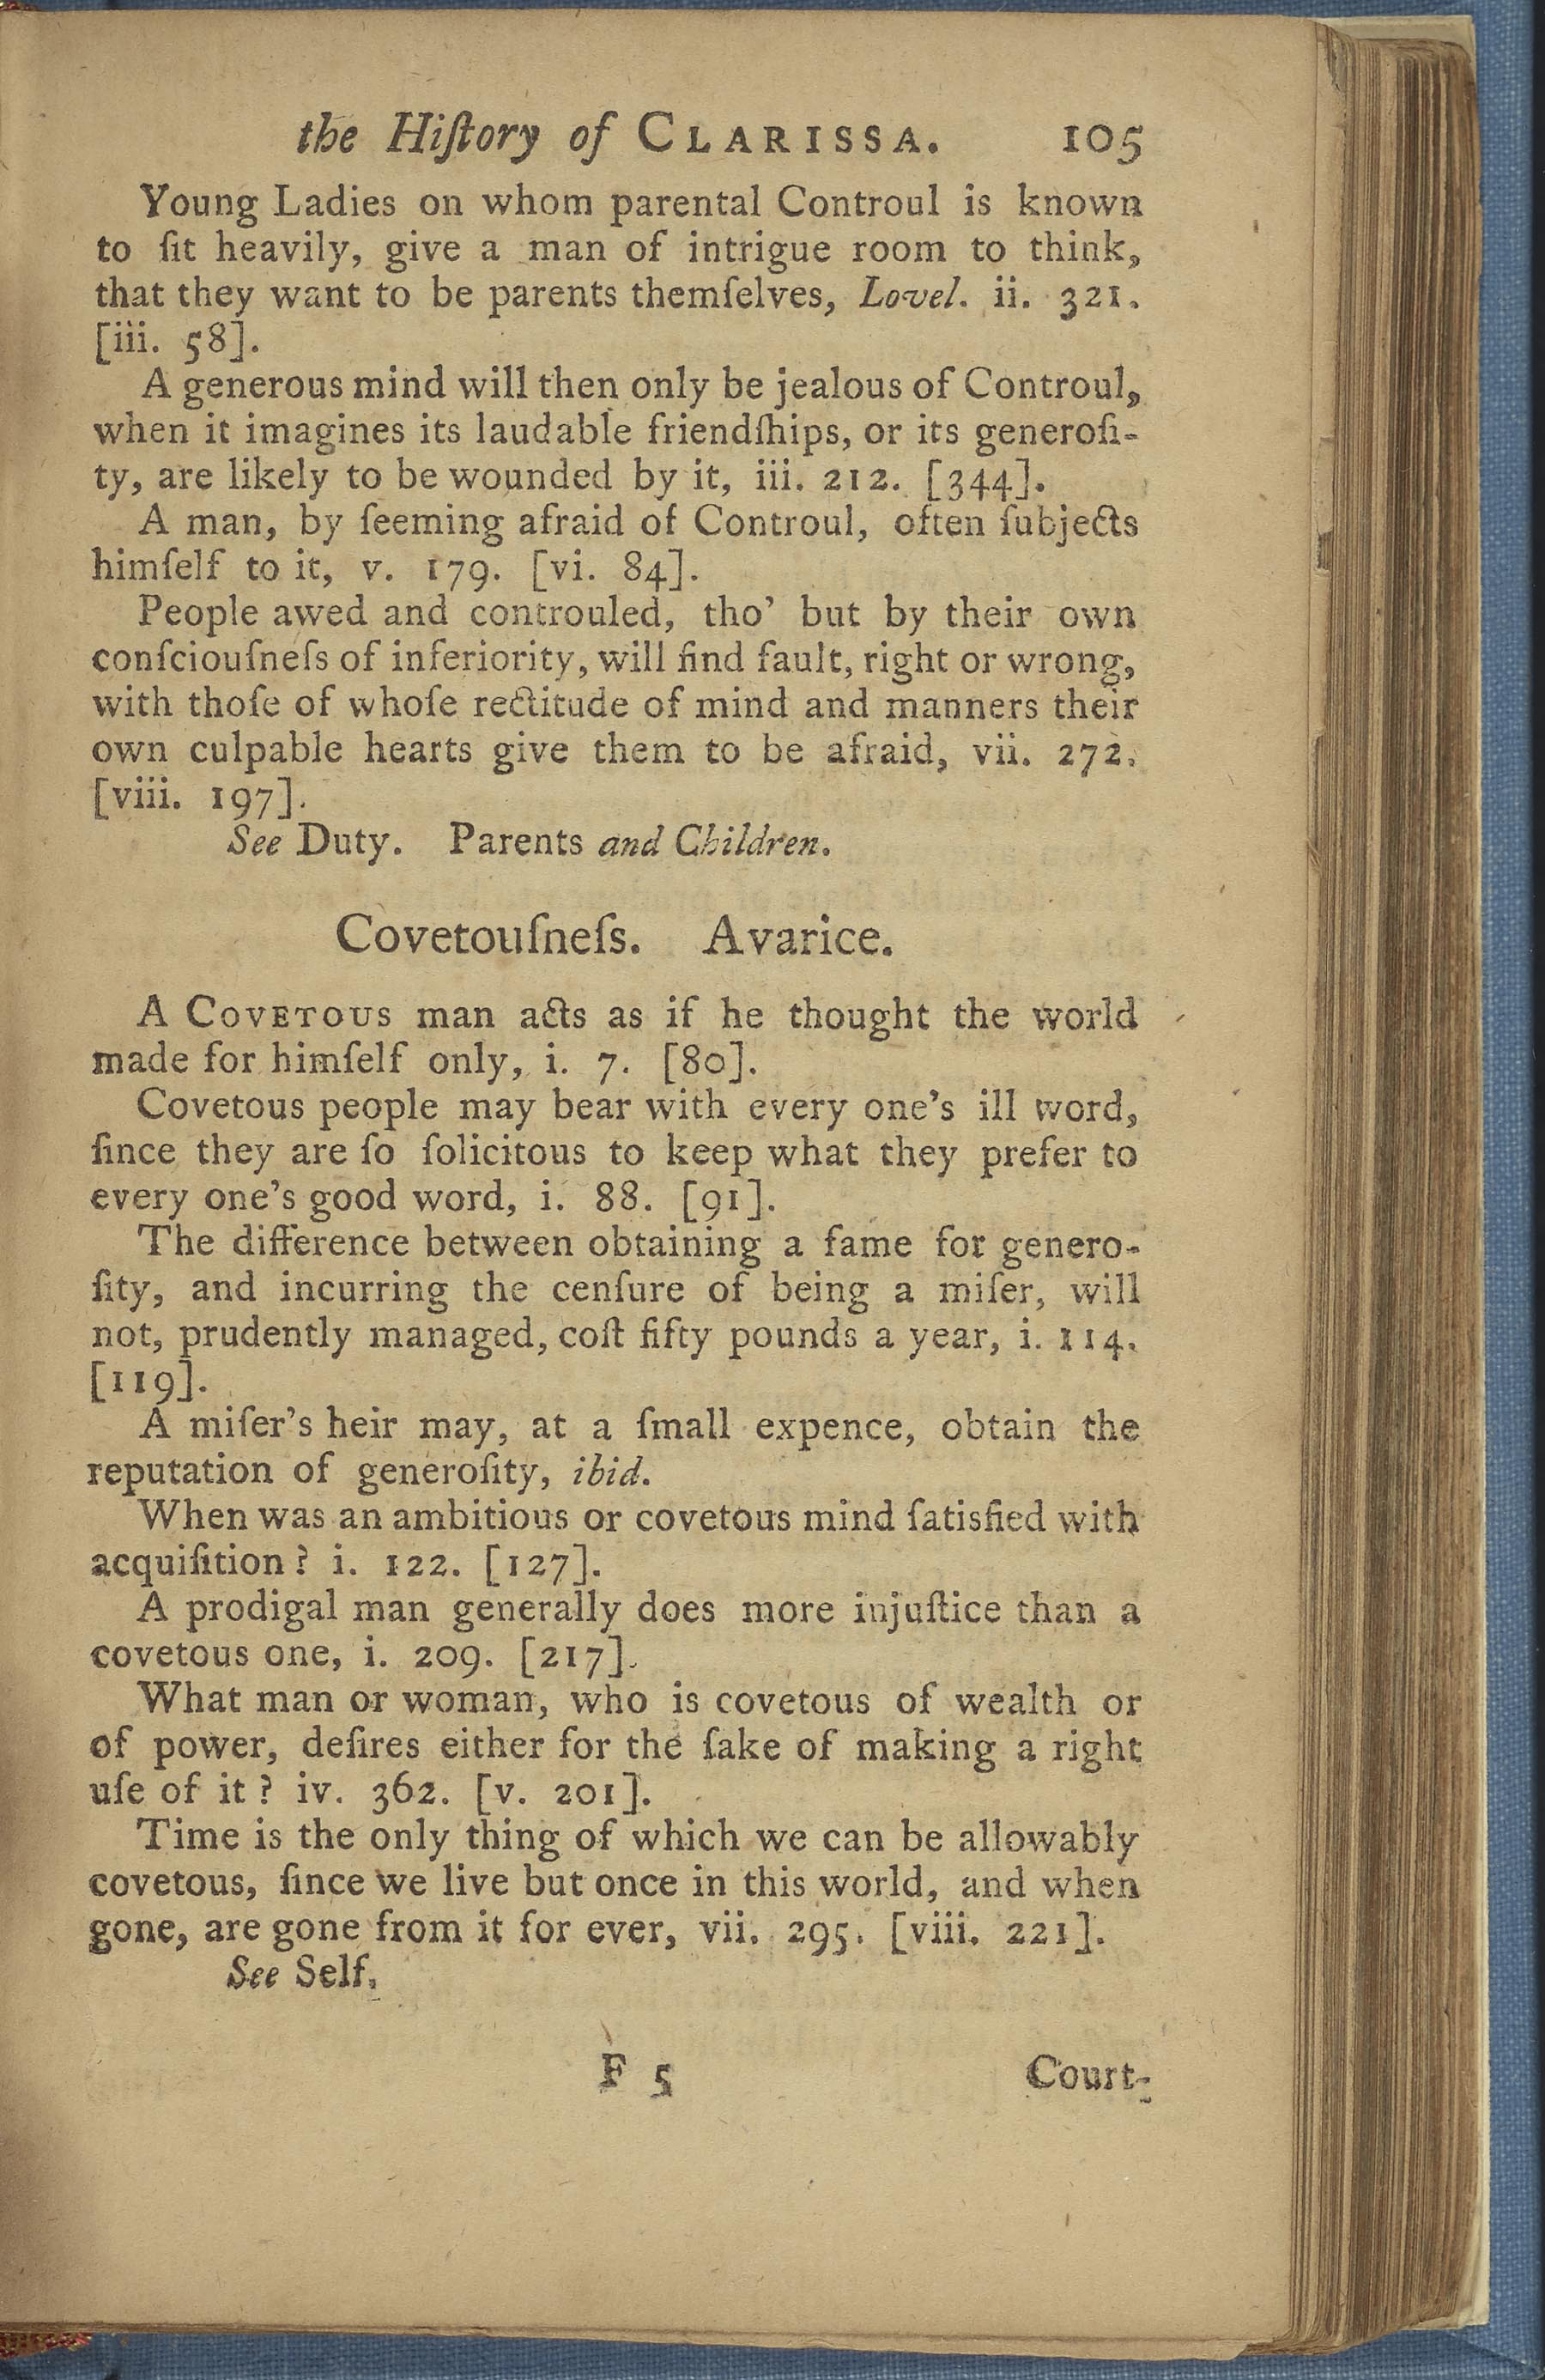 the Hiſtory of CLARISSA. 105
Young Ladies on whom parental Controul is known
to ſit heavily, give a man of intrigue room to think,
that they want to be parents themſelves, Lovel. ii. 321.
[iii. 58].
A generous mind will then only be jealous of Controul,
when it imagines its laudable friendſhips, or its generoſi-
ty, are likely to be wounded by it, iii. 212. [344].
A man, by ſeeming afraid of Controul, often ſubjects
himſelf to it, v. 179. [vi. 84].
People awed and controuled, tho' but by their own
conſciouſneſs of inferiority, will find fault, right or wrong,
with thoſe of whoſe rectitude of mind and manners their
own culpable hearts give them to be afraid, vii. 272.
[viii. 197].
See Duty. Parents and Children.
Covetouſneſs. Avarice.
A COVETOUS man acts as if he thought the world
made for himſelf only, i. 7. [80].
Covetous people may bear with every one's ill word,
ſince they are ſo ſolicitous to keep what they prefer to
every one's good word, i. 88. [91].
The difference between obtaining a fame for genero-
ſity, and incurring the cenſure of being a miſer, will
not, prudently managed, coſt fifty pounds a year, i. 114.
[119].
A miſer's heir may, at a ſmall expence, obtain the
reputation of generoſity, ibid.
When was an ambitious or covetous mind ſatisfied with
acquiſition? i. 122. [127].
A prodigal man generally does more injuſtice than a
covetous one, i. 209. [217].
What man or woman, who is covetous of wealth or
of power, deſires either for the ſake of making a right
uſe of it? iv. 362. [v. 201].
Time is the only thing of which we can be allowably
covetous, ſince we live but once in this world, and when
gone, are gone from it for ever, vii. 295. [viii. 221].
See Self.
F 5 Court-